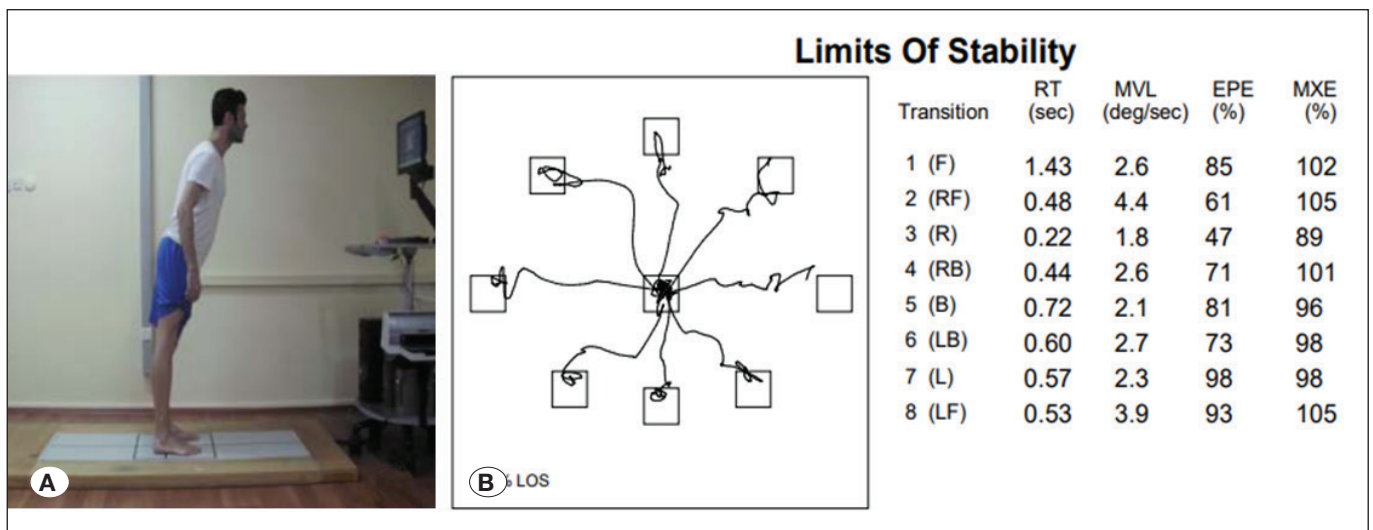 Limits Of Stability
Transition RT (sec) MVL (deg/sec) EPE (%) MXE (%)
1 (F) 1.43 2.6 85 102
2 (RF) 0.48 4.4 61 105
3 (R) 0.22 1.8 47 89
4 (RB) 0.44 2.6 71 101
5 (B) 0.72 2.1 81 96
6 (LB) 0.60 2.7 73 98
7 (L) 0.57 2.3 98 98
8 (LF) 0.53 3.9 93 105
A
B % LOS